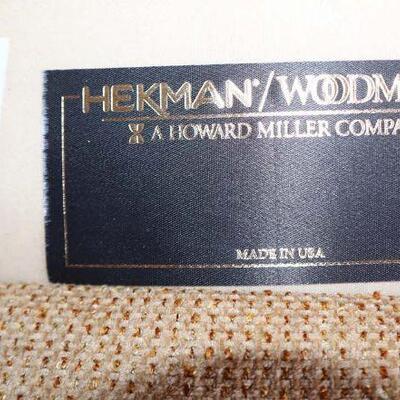 HEKMAN®/WOODM
A HOWARD MILLER COMPA
MADE IN USA